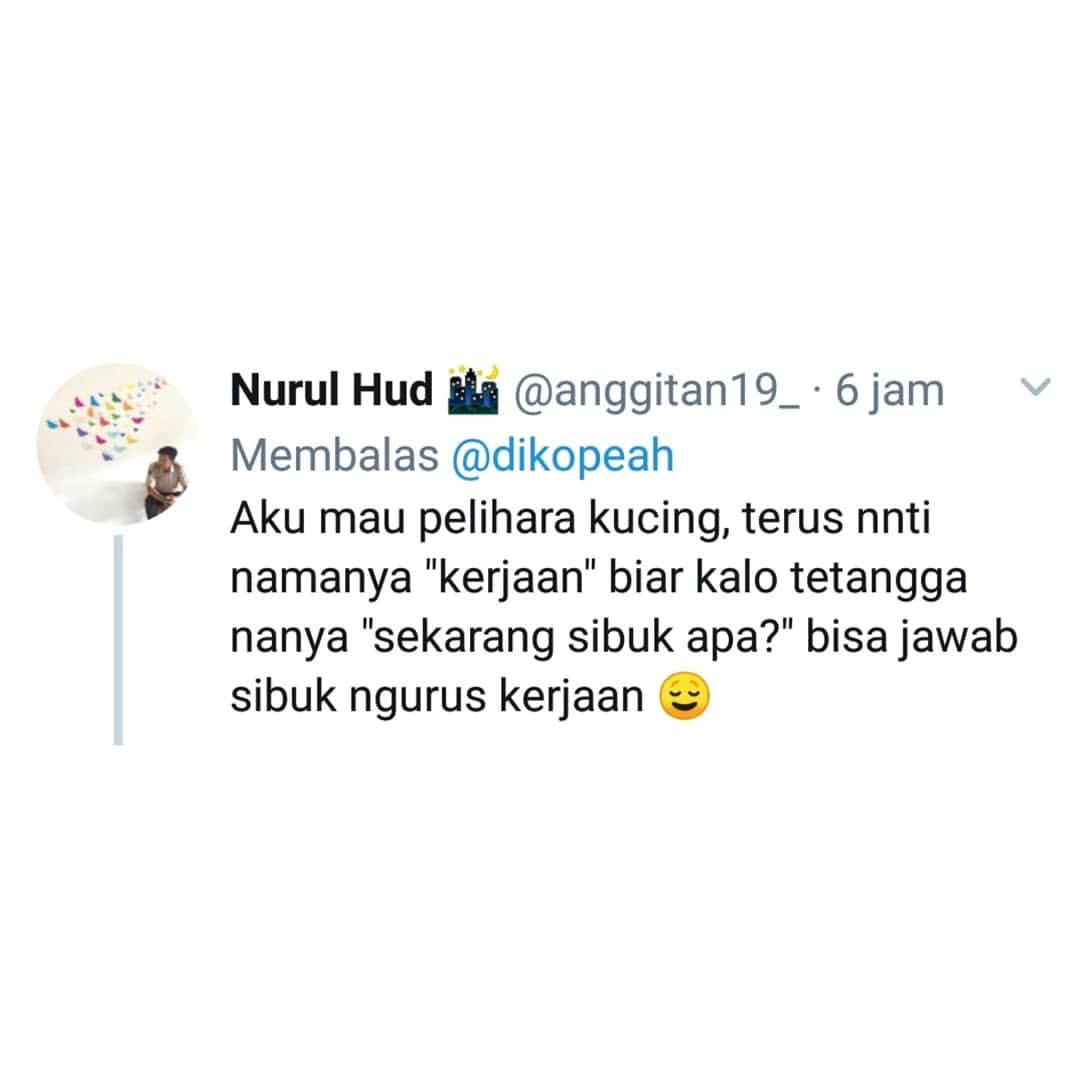 Nurul Hud 🌃 @anggitan19_ · 6 jam
Membalas @dikopeah
Aku mau pelihara kucing, terus nnti
namanya "kerjaan" biar kalo tetangga
nanya "sekarang sibuk apa?" bisa jawab
sibuk ngurus kerjaan 😌